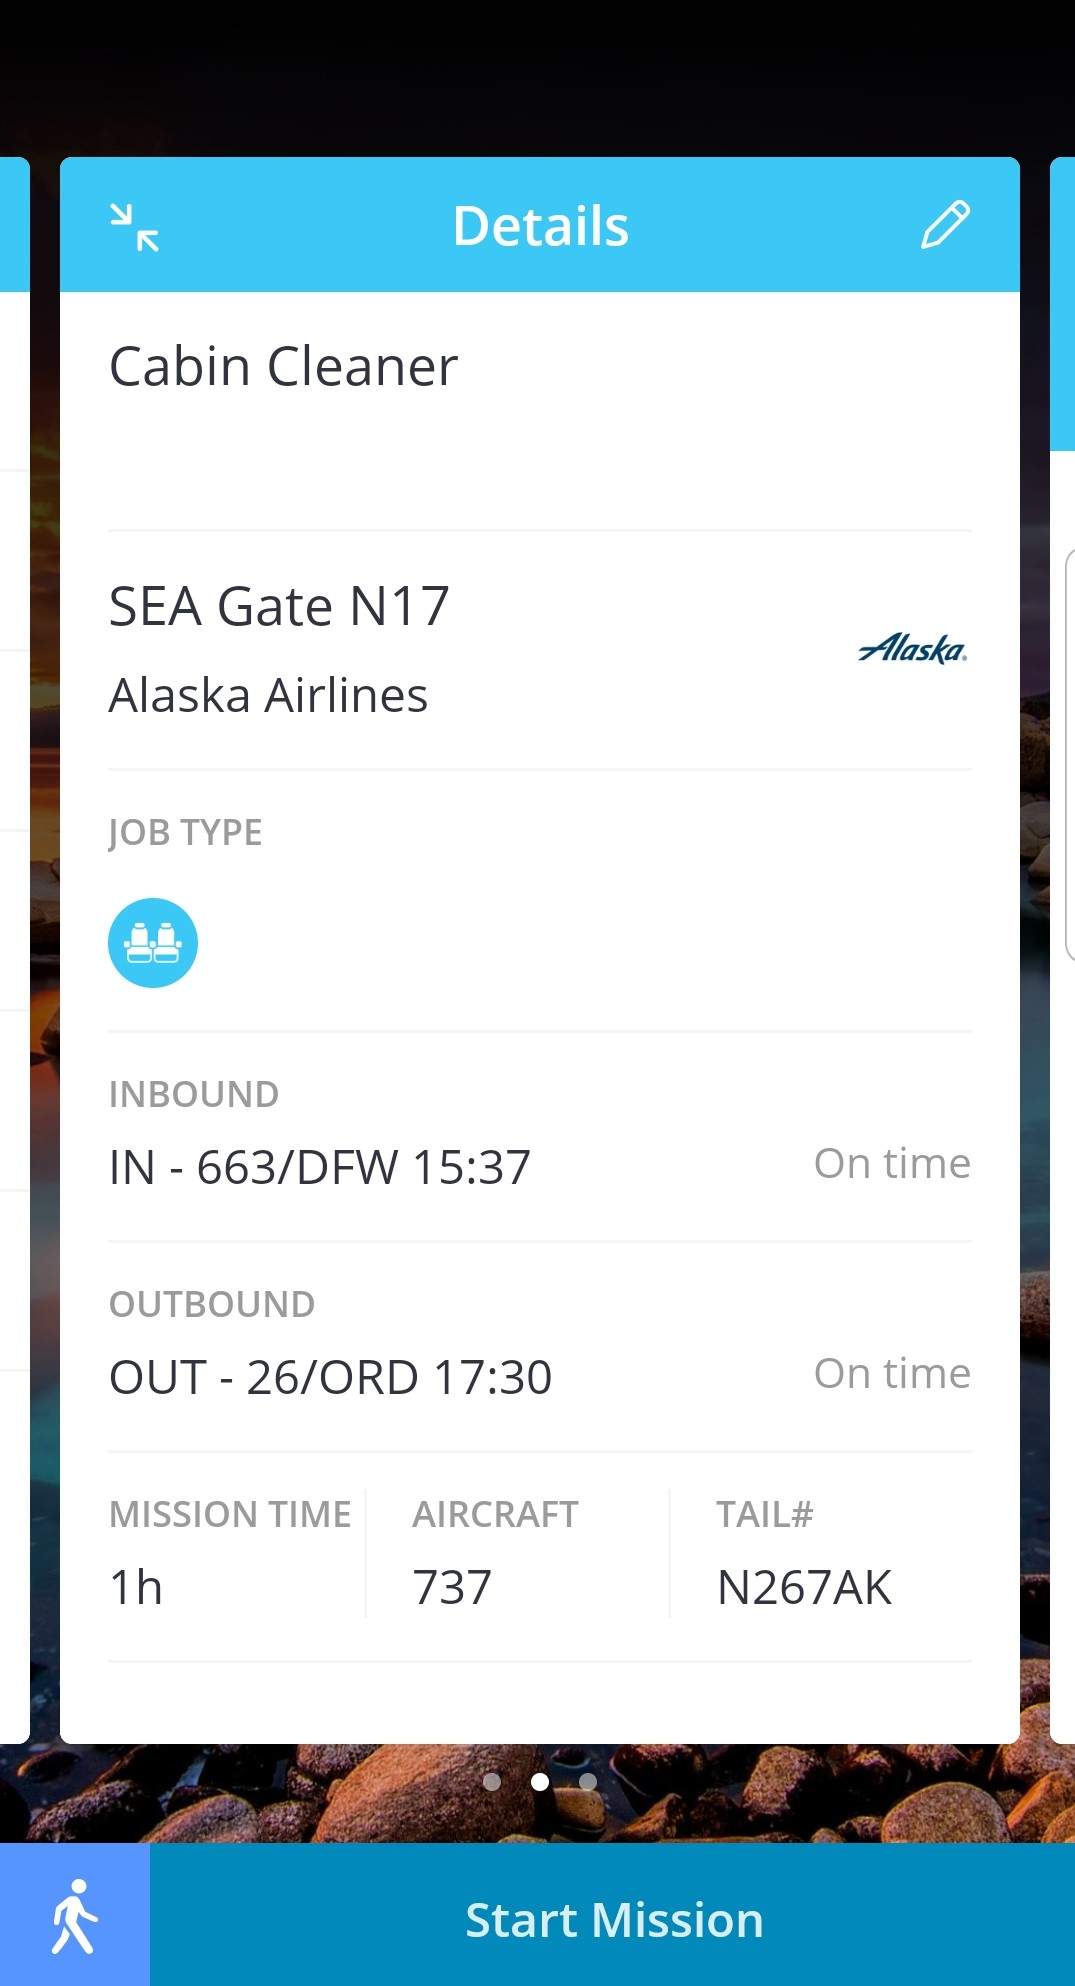 Details
Cabin Cleaner
SEA Gate N17
Alaska
Alaska Airlines
JOB TYPE
INBOUND
IN - 663/DFW 15:37
On time
OUTBOUND
OUT - 26/ORD 17:30
On time
MISSION TIME AIRCRAFT TAIL#
1h 737 N267AK
Start Mission